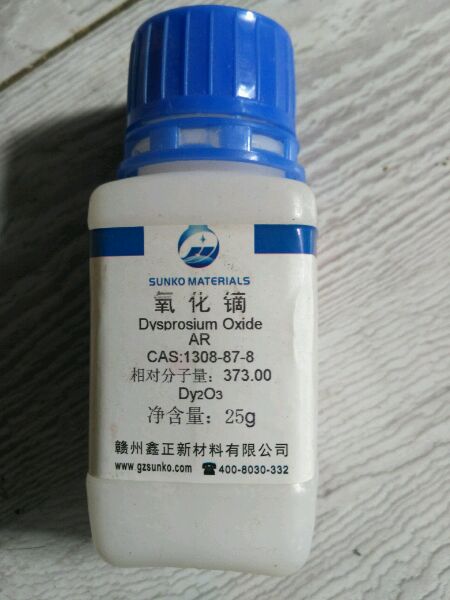 SUNKO MATERIALS
氧化镝
Dysprosium Oxide
AR
CAS:1308-87-8
相对分子量：373.00
Dy₂O₃
净含量：25g
赣州鑫正新材料有限公司
www.gzsunko.com ☎400-8030-332